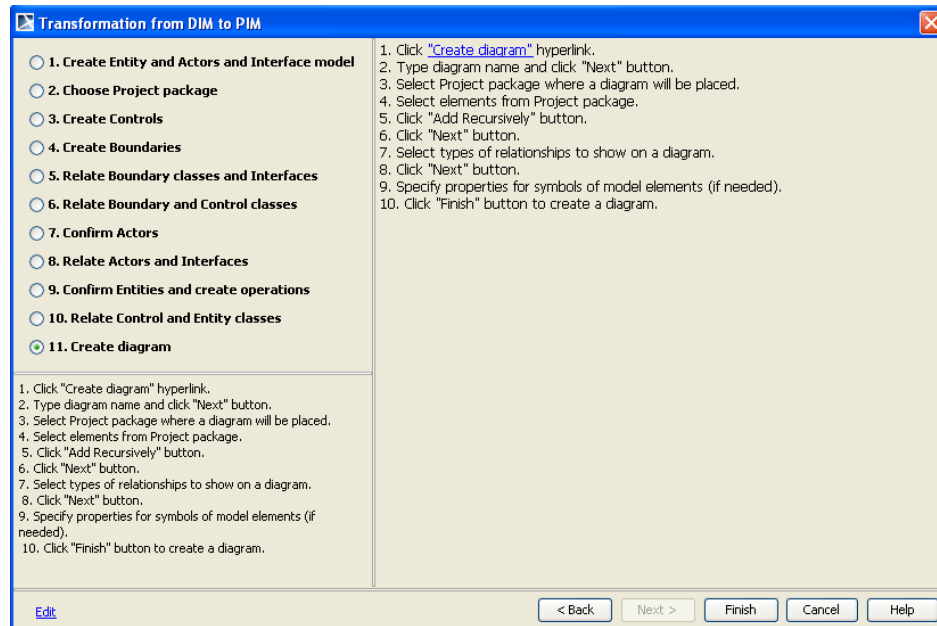 Transformation from DIM to PIM
1. Create Entity and Actors and Interface model
2. Choose Project package
3. Create Controls
4. Create Boundaries
5. Relate Boundary classes and Interfaces
6. Relate Boundary and Control classes
7. Confirm Actors
8. Relate Actors and Interfaces
9. Confirm Entities and create operations
10. Relate Control and Entity classes
11. Create diagram
1. Click "Create diagram" hyperlink.
2. Type diagram name and click "Next" button.
3. Select Project package where a diagram will be placed.
4. Select elements from Project package.
5. Click "Add Recursively" button.
6. Click "Next" button.
7. Select types of relationships to show on a diagram.
8. Click "Next" button.
9. Specify properties for symbols of model elements (if
needed).
10. Click "Finish" button to create a diagram.
1. Click "Create diagram" hyperlink.
2. Type diagram name and click "Next" button.
3. Select Project package where a diagram will be placed.
4. Select elements from Project package.
5. Click "Add Recursively" button.
6. Click "Next" button.
7. Select types of relationships to show on a diagram.
8. Click "Next" button.
9. Specify properties for symbols of model elements (if needed).
10. Click "Finish" button to create a diagram.
Edit
< Back
Next >
Finish
Cancel
Help